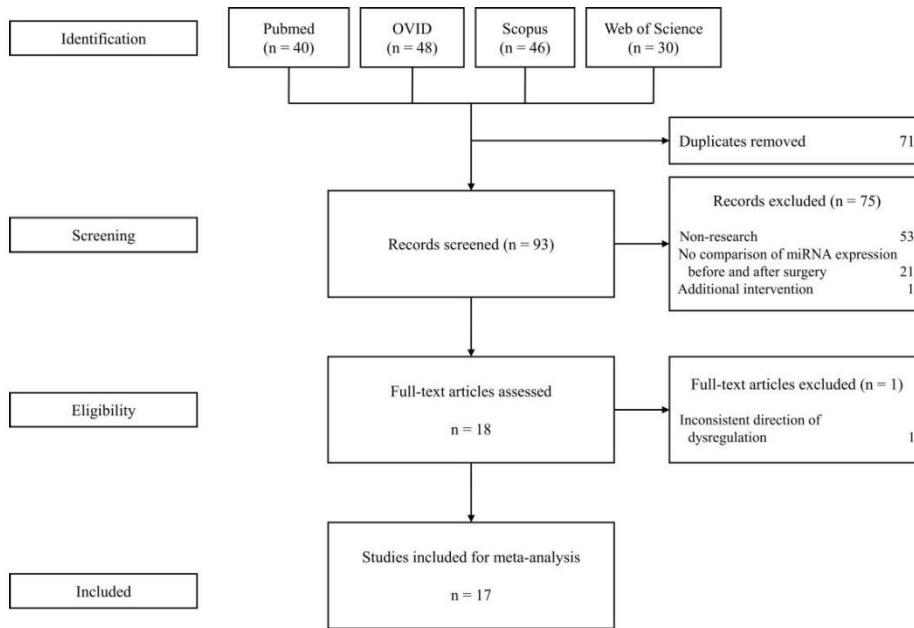 Identification
Pubmed
(n = 40)
OVID
(n = 48)
Scopus
(n = 46)
Web of Science
(n = 30)
Duplicates removed 71
Screening
Records screened (n = 93)
Records excluded (n = 75)
Non-research 53
No comparison of miRNA expression
before and after surgery 21
Additional intervention 1
Eligibility
Full-text articles assessed
n = 18
Full-text articles excluded (n = 1)
Inconsistent direction of
dysregulation 1
Included
Studies included for meta-analysis
n = 17